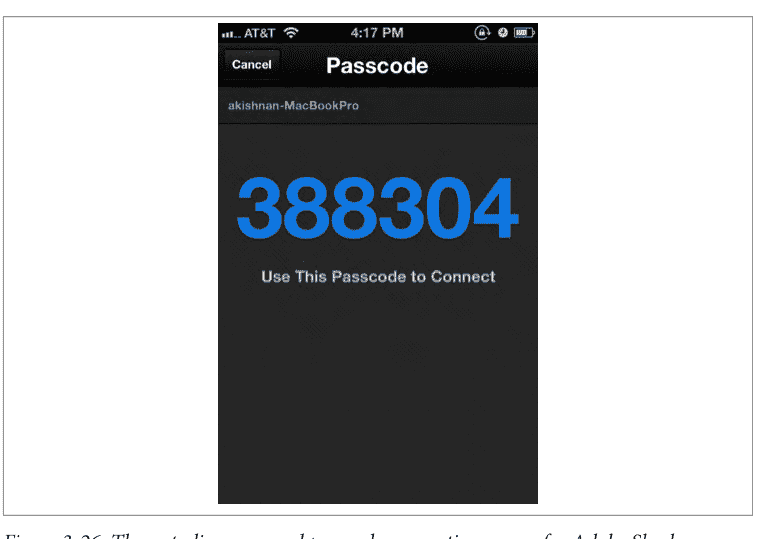 AT&T 4:17 PM
Cancel Passcode
akishnan-MacBookPro
388304
Use This Passcode to Connect